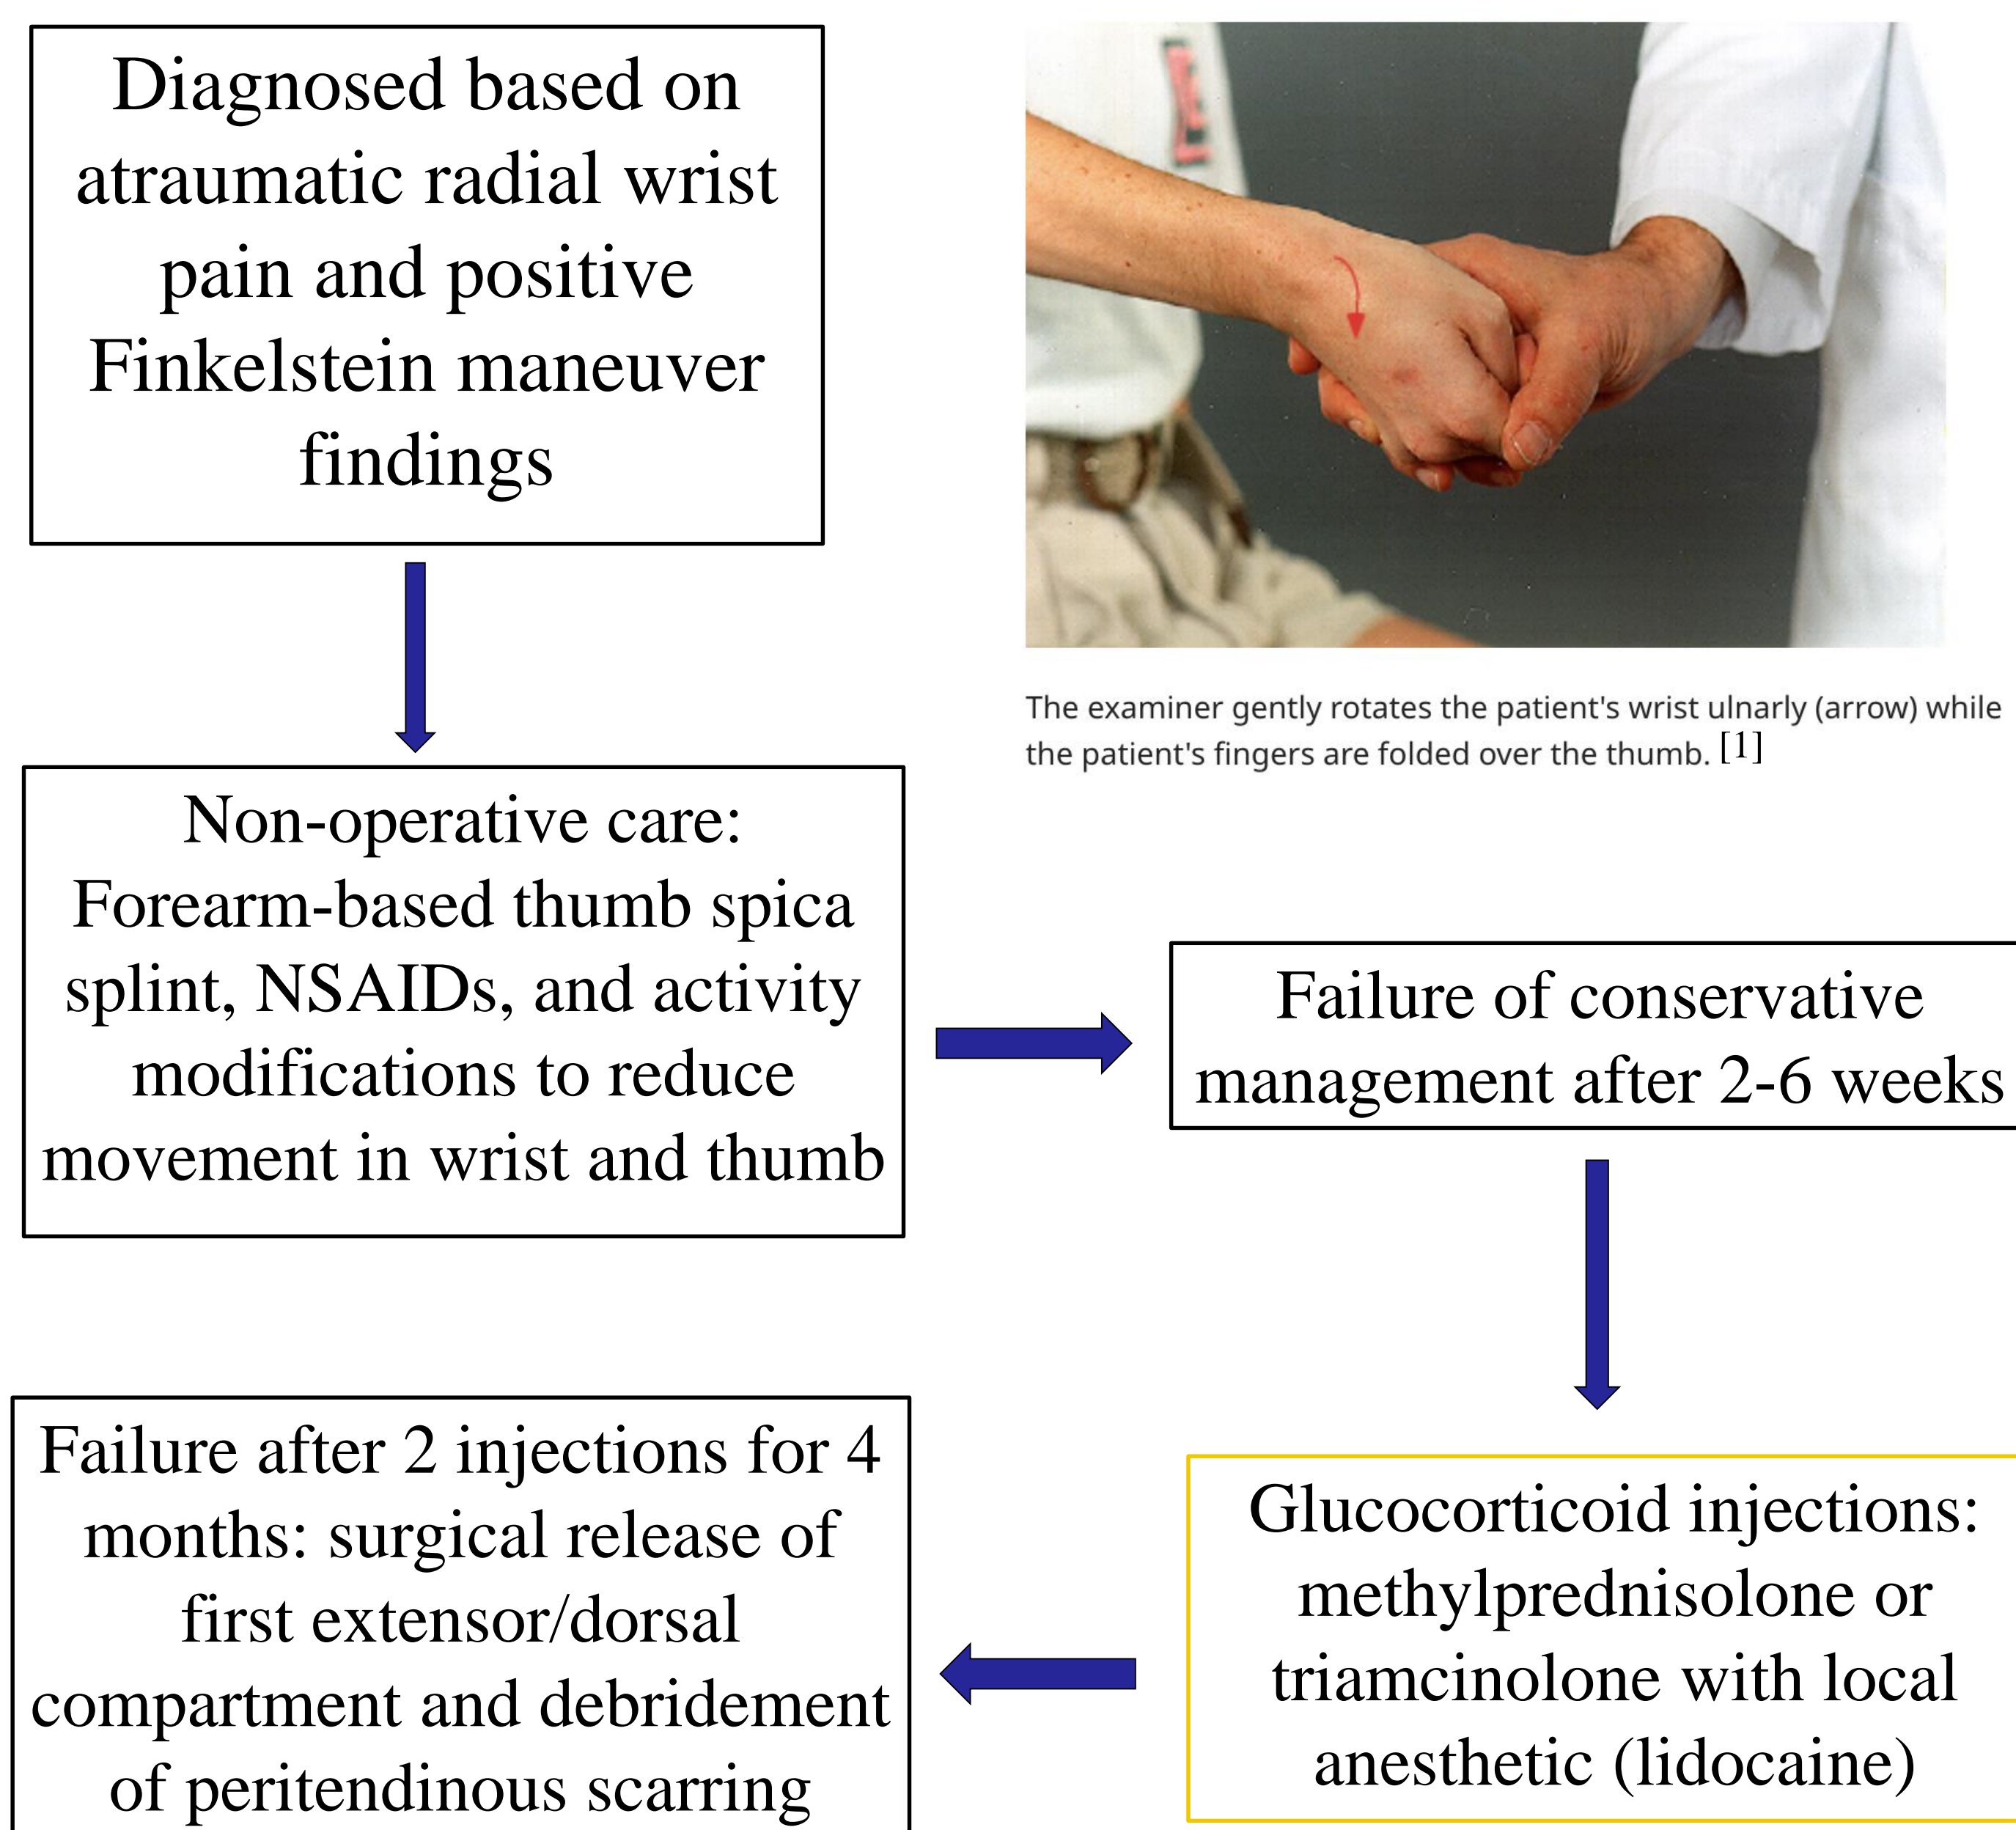 Diagnosed based on
atraumatic radial wrist
pain and positive
Finkelstein maneuver
findings
The examiner gently rotates the patient's wrist ulnarly (arrow) while
the patient's fingers are folded over the thumb. [1]
Non-operative care:
Forearm-based thumb spica
splint, NSAIDs, and activity
modifications to reduce
movement in wrist and thumb
Failure of conservative
management after 2-6 weeks
Glucocorticoid injections:
methylprednisolone or
triamcinolone with local
anesthetic (lidocaine)
Failure after 2 injections for 4
months: surgical release of
first extensor/dorsal
compartment and debridement
of peritendinous scarring